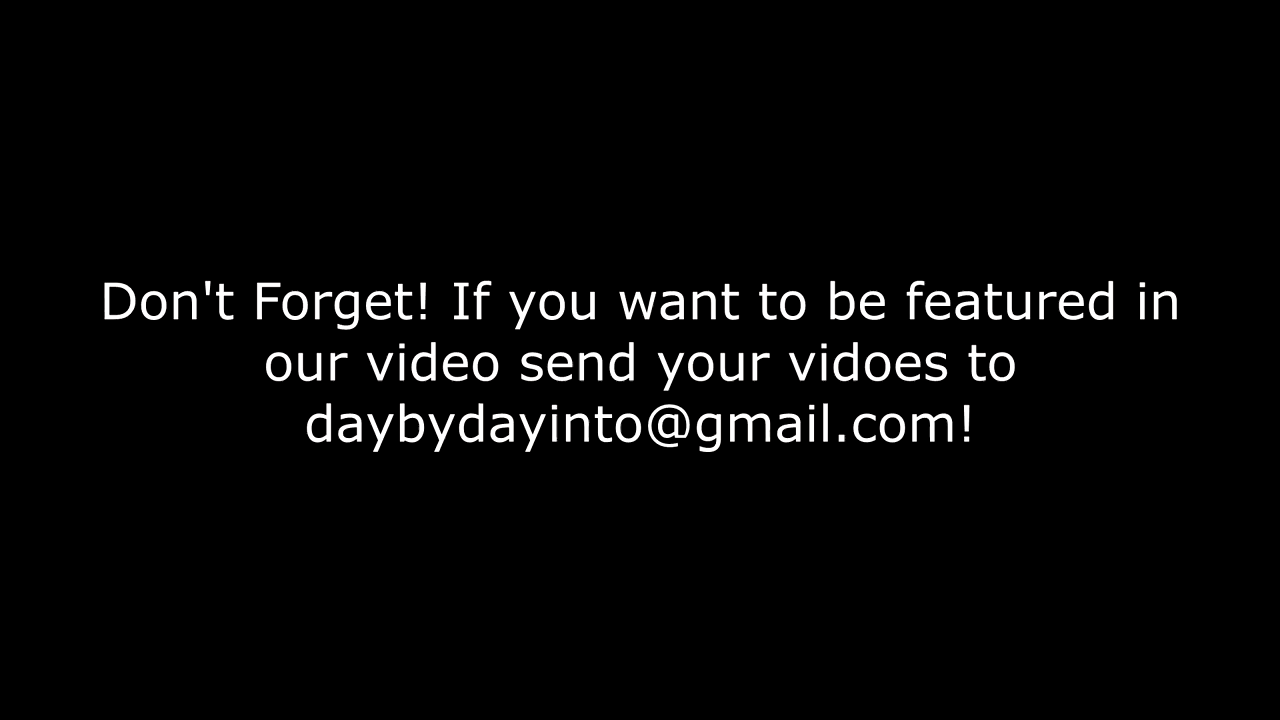 Don't Forget! If you want to be featured in
our video send your vidoes to
daybydayinto@gmail.com!